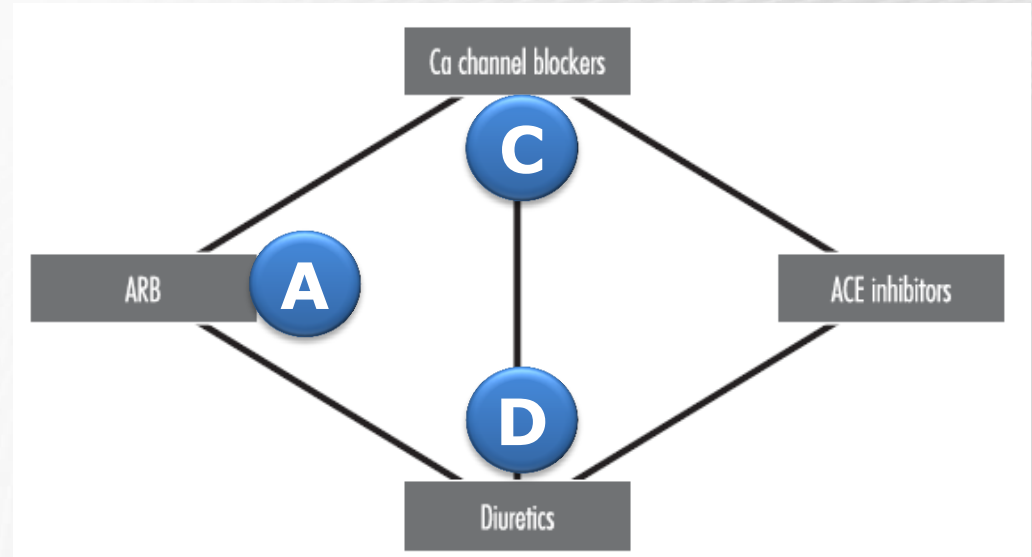 Ca channel blockers
C
ARB
A
ACE inhibitors
D
Diuretics